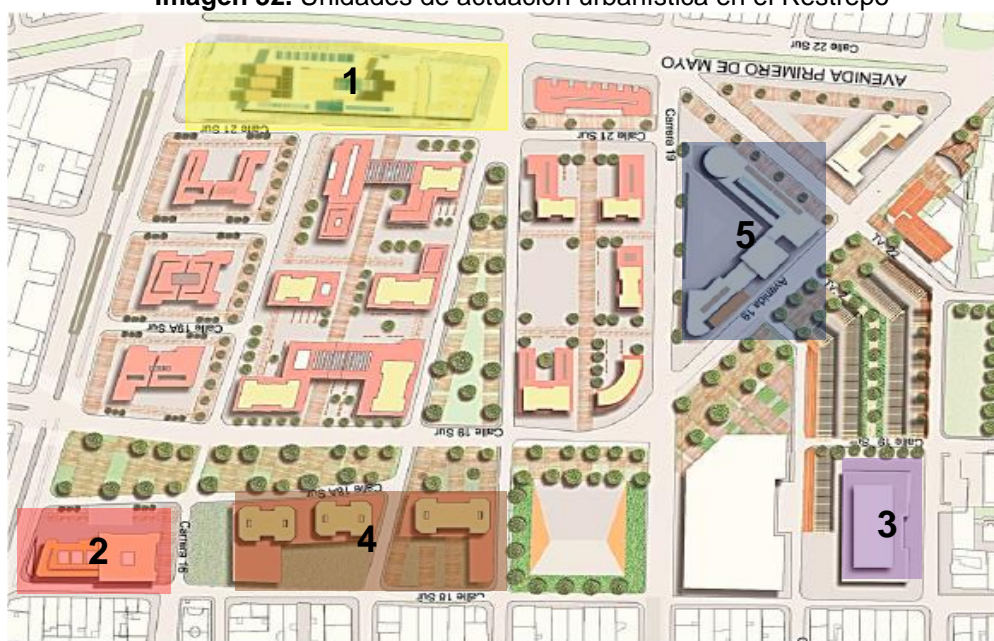 Imagen Unidades de actuación urbanística en el Restrepo
Calle 22 Sur
AVENIDA PRIMERO DE MAYO
1
Calle 21 Sur
Calle 21 Sur
Carrera 19
5
Avenida 19
Calle 19A Sur
Calle 19 Sur
Calle 19 Sur
Calle 18A Sur
2
Carrera 16
4
3
Calle 18 Sur